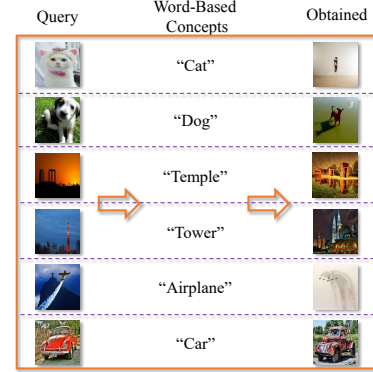 Query
Word-Based
Concepts
Obtained
“Cat”
“Dog”
“Temple”
“Tower”
“Airplane”
“Car”